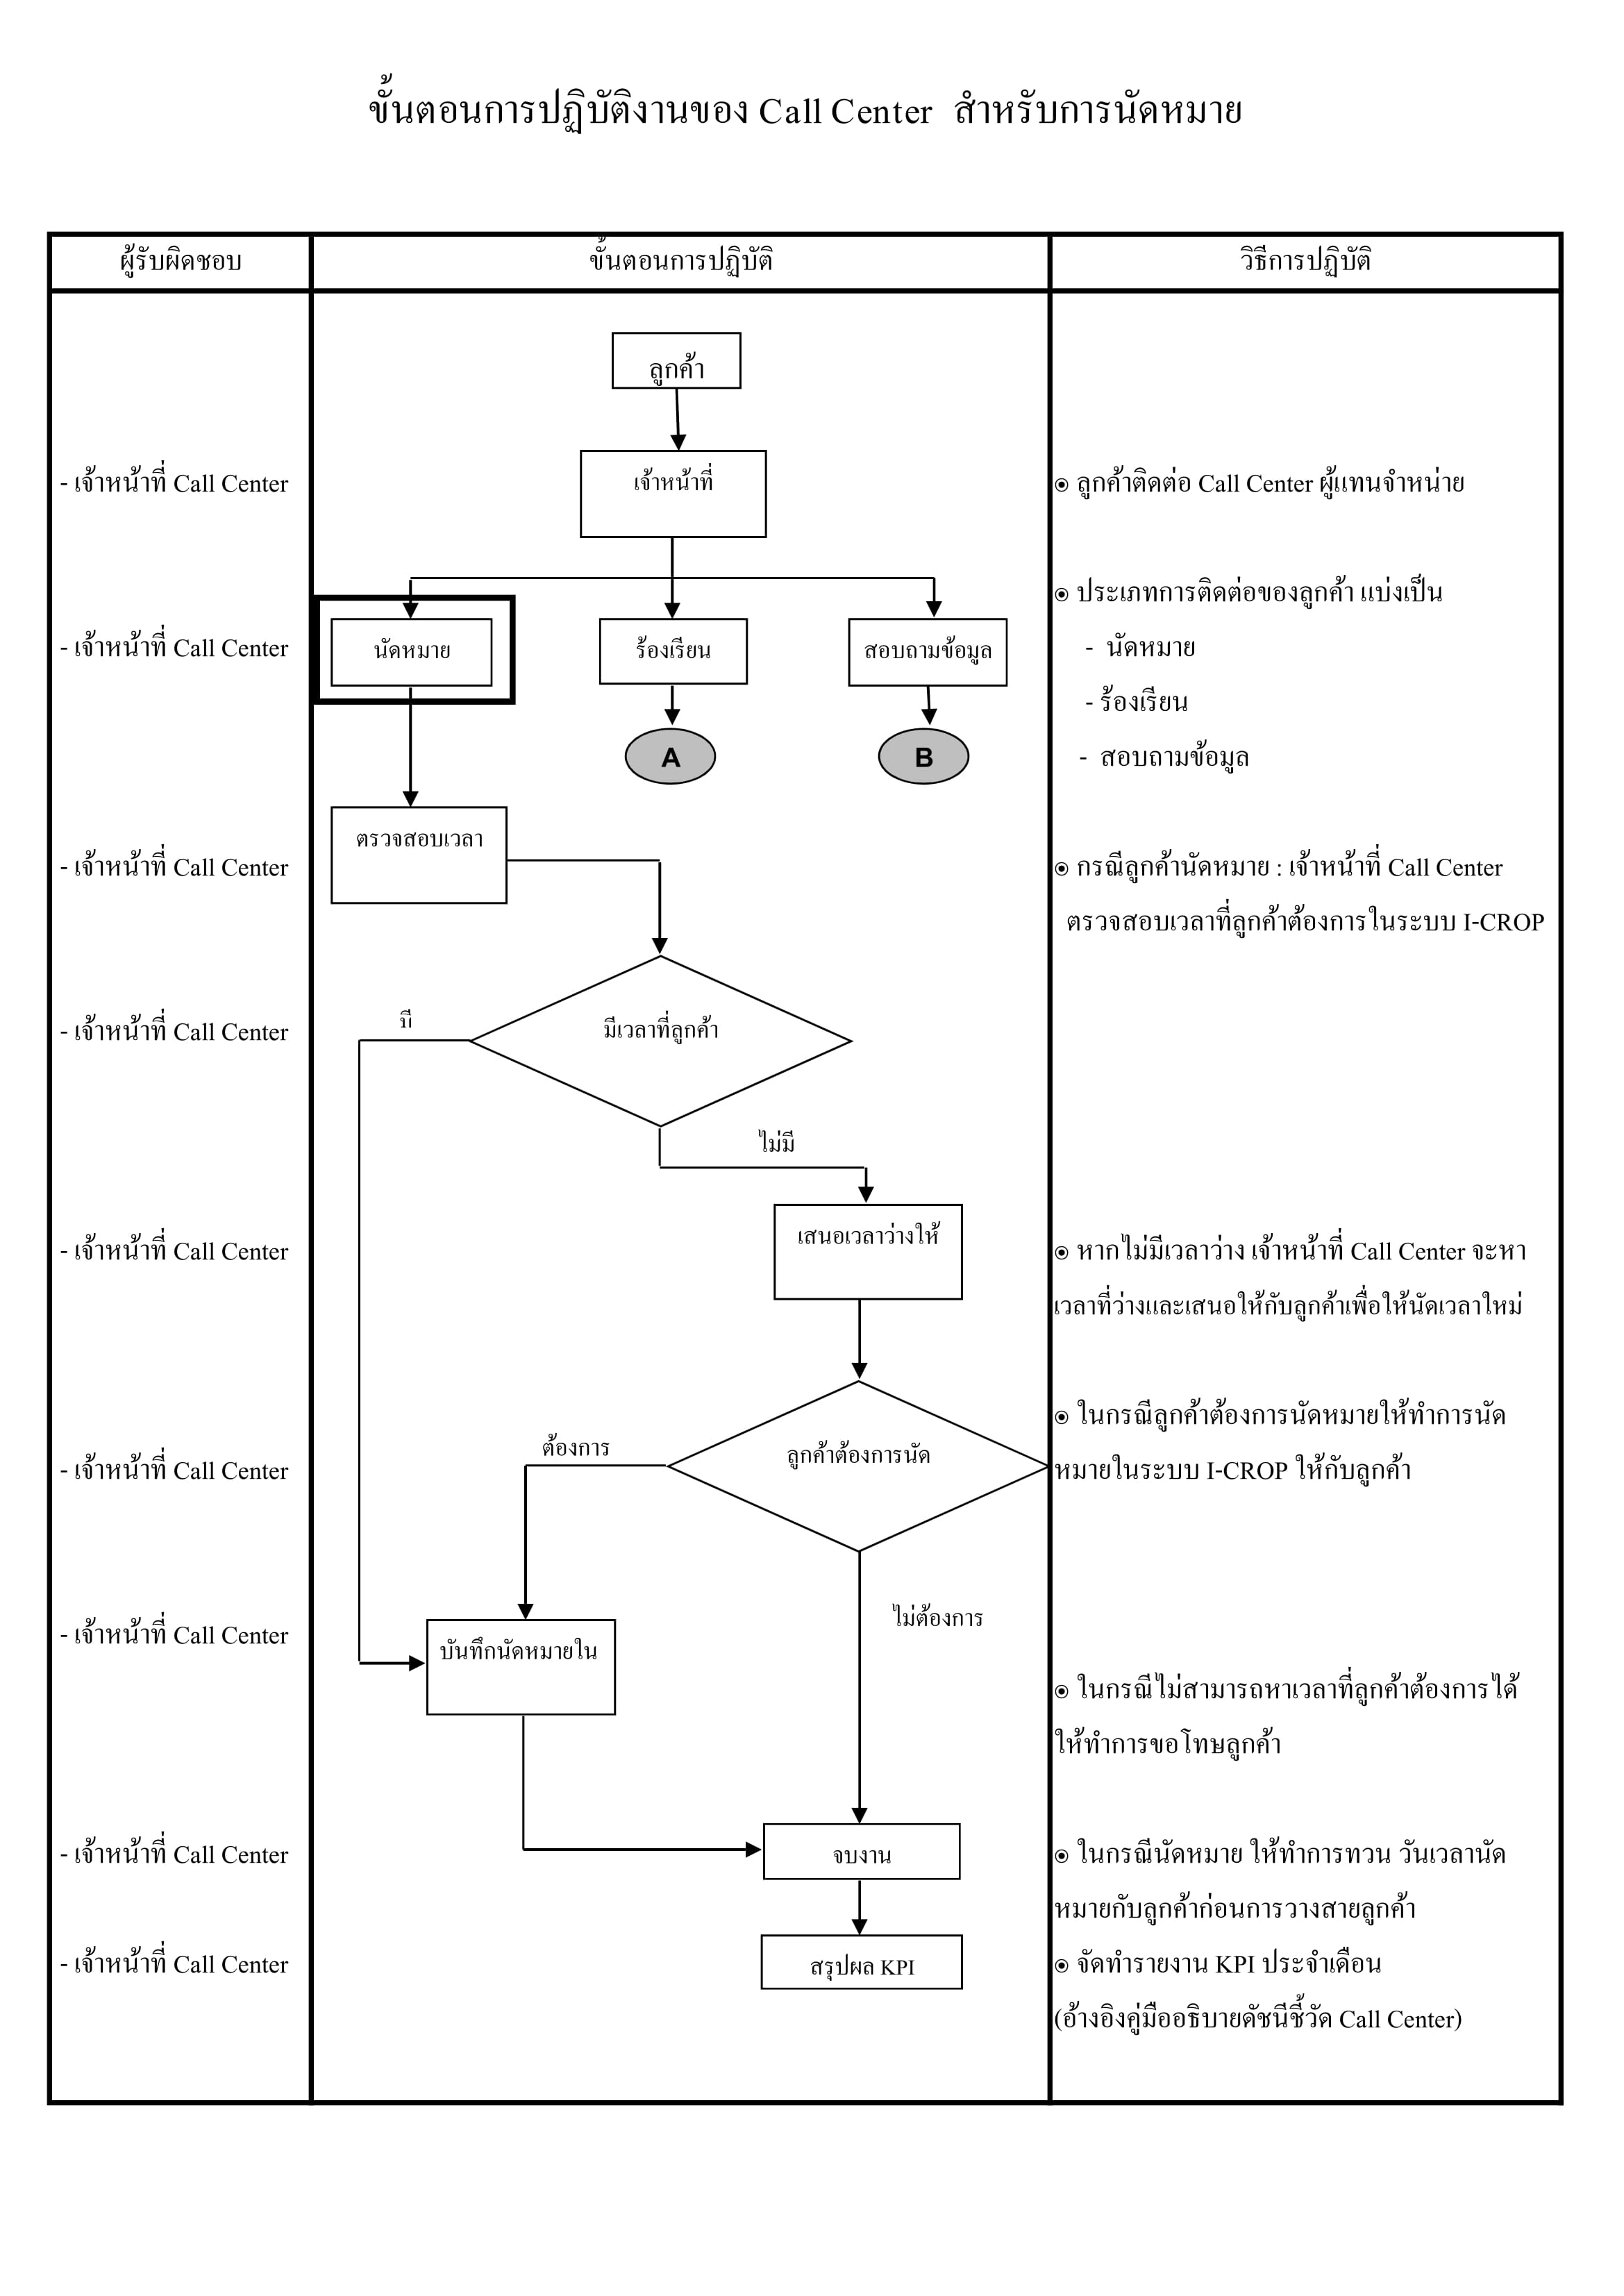 ขั้นตอนการปฏิบัติงานของ Call Center สำหรับการนัดหมาย
ผู้รับผิดชอบ
ขั้นตอนการปฏิบัติ
วิธีการปฏิบัติ
ลูกค้า
- เจ้าหน้าที่ Call Center
เจ้าหน้าที่
๏ ลูกค้าติดต่อ Call Center ผู้แทนจำหน่าย
๏ ประเภทการติดต่อของลูกค้า แบ่งเป็น
- เจ้าหน้าที่ Call Center
นัดหมาย
ร้องเรียน
สอบถามข้อมูล
- นัดหมาย
- ร้องเรียน
A
B
- สอบถามข้อมูล
ตรวจสอบเวลา
- เจ้าหน้าที่ Call Center
๏ กรณีลูกค้านัดหมาย : เจ้าหน้าที่ Call Center
ตรวจสอบเวลาที่ลูกค้าต้องการในระบบ I-CROP
- เจ้าหน้าที่ Call Center
มี
มีเวลาที่ลูกค้า
ไม่มี
- เจ้าหน้าที่ Call Center
เสนอเวลาว่างให้
๏ หากไม่มีเวลาว่าง เจ้าหน้าที่ Call Center จะหา
เวลาที่ว่างและเสนอให้กับลูกค้าเพื่อให้นัดเวลาใหม่
๏ ในกรณีลูกค้าต้องการนัดหมายให้ทำการนัด
- เจ้าหน้าที่ Call Center
ต้องการ
ลูกค้าต้องการนัด
หมายในระบบ I-CROP ให้กับลูกค้า
- เจ้าหน้าที่ Call Center
บันทึกนัดหมายใน
ไม่ต้องการ
๏ ในกรณีไม่สามารถหาเวลาที่ลูกค้าต้องการได้
ให้ทำการขอโทษลูกค้า
- เจ้าหน้าที่ Call Center
จบงาน
๏ ในกรณีนัดหมาย ให้ทำการทวน วันเวลานัด
หมายกับลูกค้าก่อนการวางสายลูกค้า
- เจ้าหน้าที่ Call Center
สรุปผล KPI
๏ จัดทำรายงาน KPI ประจำเดือน
(อ้างอิงคู่มืออธิบายดัชนีชี้วัด Call Center)